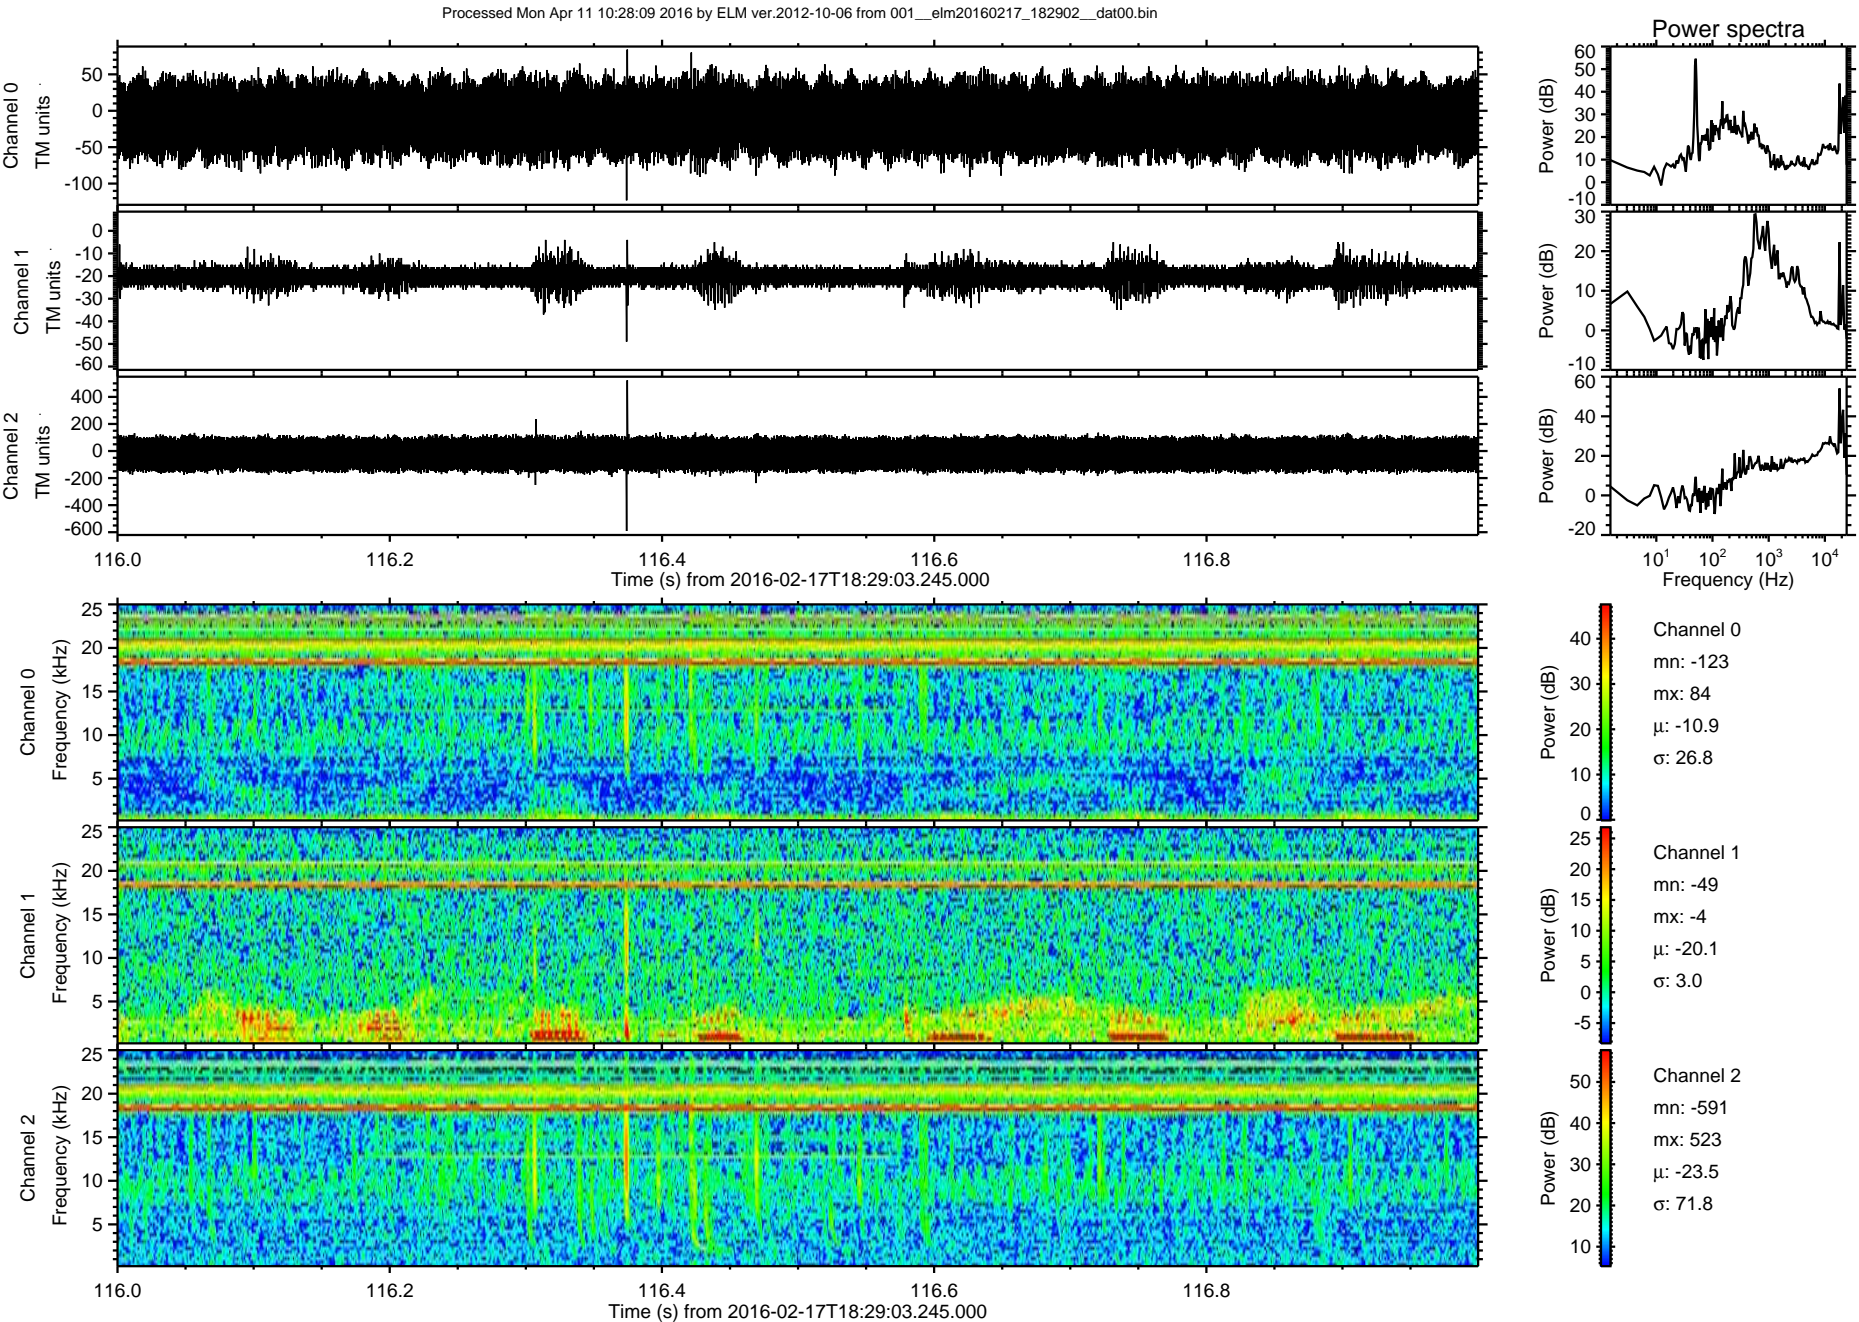 Processed Mon Apr 11 10:28:09 2016 by ELM ver.2012-10-06 from 001__elm20160217_182902__dat00.bin
Power spectra
Channel 0
TM units
50
0
-50
-100
Power (dB)
60
50
40
30
20
10
0
-10
Channel 1
TM units
0
-10
-20
-30
-40
-50
-60
Power (dB)
30
20
10
0
-10
Channel 2
TM units
400
200
0
-200
-400
-600
Power (dB)
60
40
20
0
-20
116.0 116.2 116.4 116.6 116.8
Time (s) from 2016-02-17T18:29:03.245.000
10¹ 10² 10³ 10⁴
Frequency (Hz)
Channel 0
Frequency (kHz)
25
20
15
10
5
Power (dB)
40
30
20
10
0
Channel 0
mn: -123
mx: 84
μ: -10.9
σ: 26.8
Channel 1
Frequency (kHz)
25
20
15
10
5
Power (dB)
25
20
15
10
5
0
-5
Channel 1
mn: -49
mx: -4
μ: -20.1
σ: 3.0
Channel 2
Frequency (kHz)
25
20
15
10
5
Power (dB)
50
40
30
20
10
Channel 2
mn: -591
mx: 523
μ: -23.5
σ: 71.8
116.0 116.2 116.4 116.6 116.8
Time (s) from 2016-02-17T18:29:03.245.000